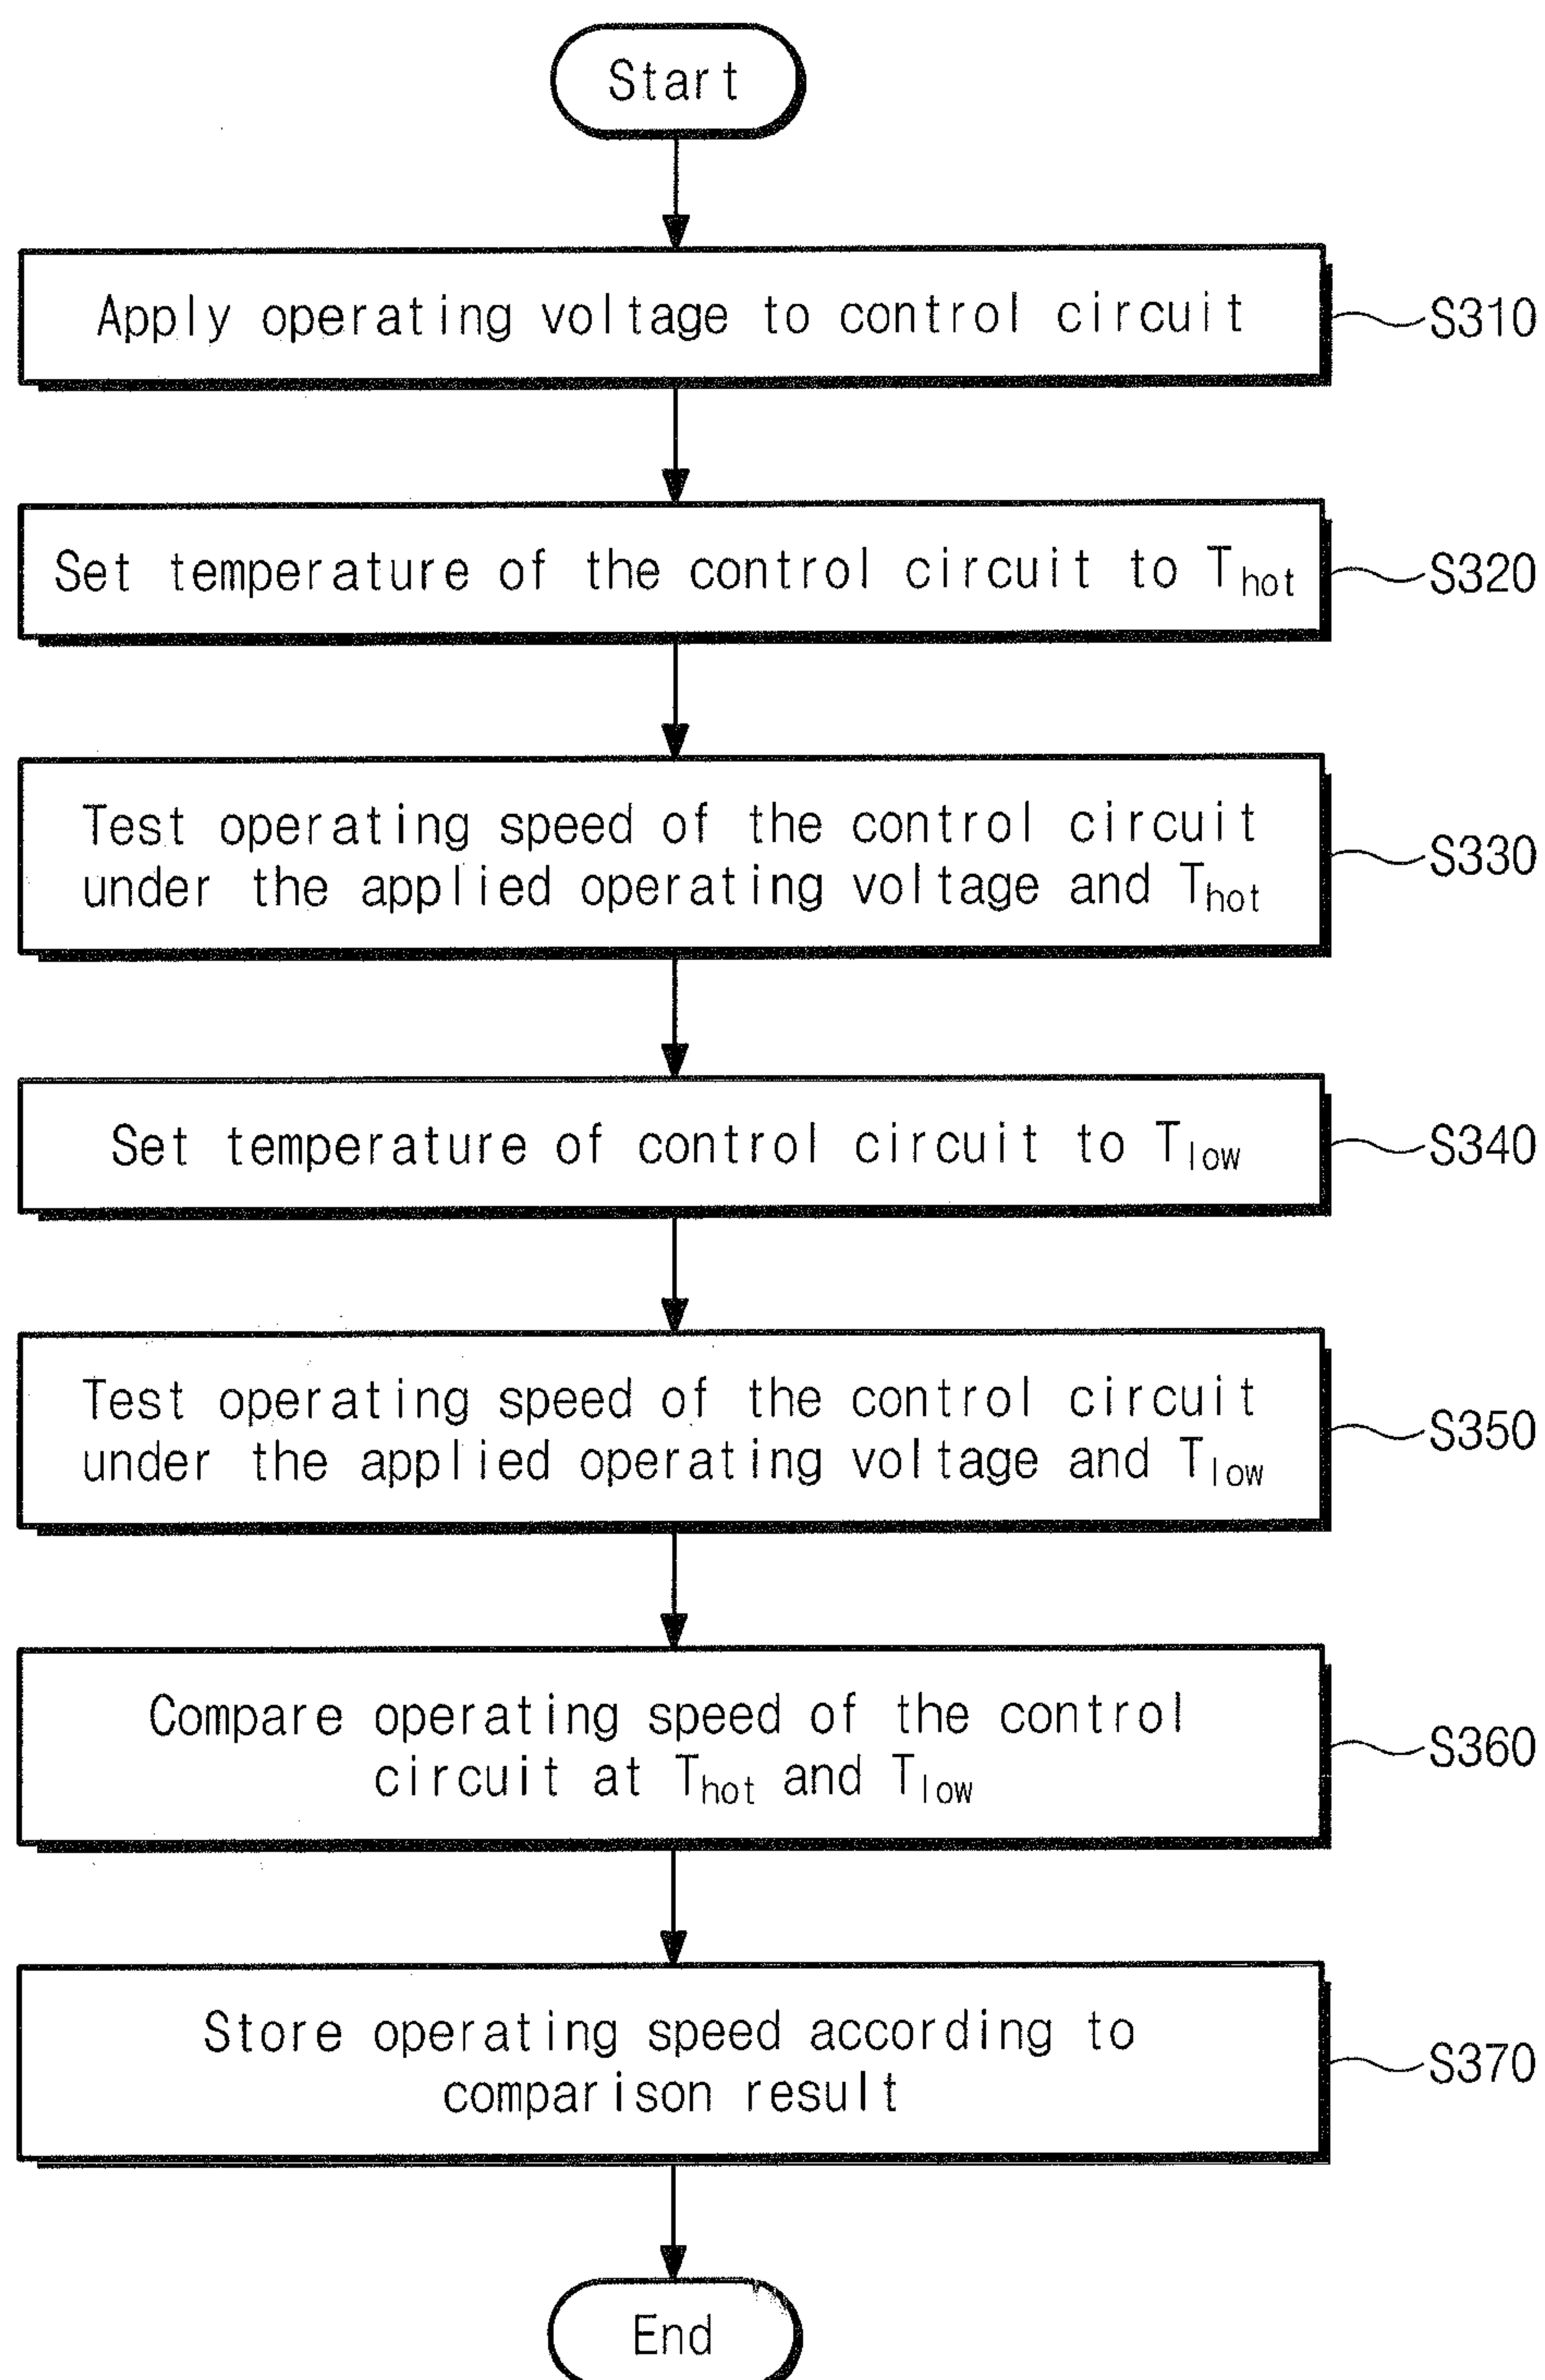 Start
Apply operating voltage to control circuit
S310
Set temperature of the control circuit to Thot
S320
Test operating speed of the control circuit
under the applied operating voltage and Thot
S330
Set temperature of control circuit to Tlow
S340
Test operating speed of the control circuit
under the applied operating voltage and Tlow
S350
Compare operating speed of the control
circuit at Thot and Tlow
S360
Store operating speed according to
comparison result
S370
End